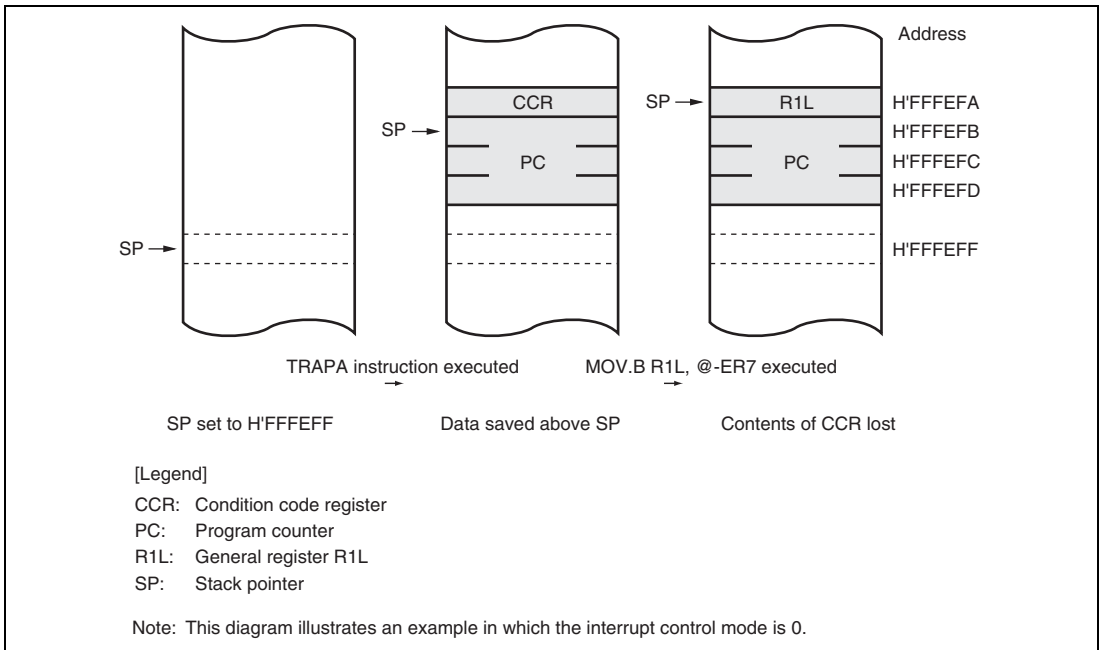 Address
CCR
SP
R1L
H'FFFEFA
SP
H'FFFEFB
PC
PC
H'FFFEFC
H'FFFEFD
SP
H'FFFEFF
TRAPA instruction executed
MOV.B R1L, @-ER7 executed
SP set to H'FFFEFF
Data saved above SP
Contents of CCR lost
[Legend]
CCR: Condition code register
PC: Program counter
R1L: General register R1L
SP: Stack pointer
Note: This diagram illustrates an example in which the interrupt control mode is 0.